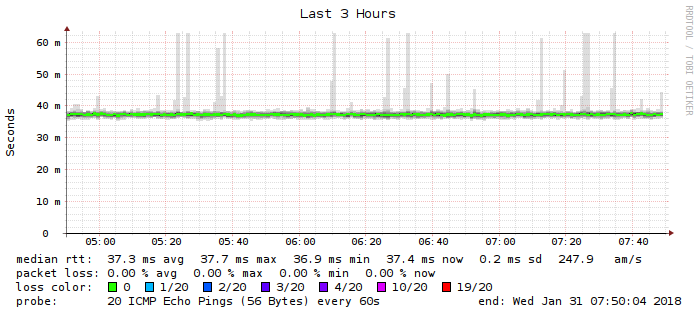 Last 3 Hours
RRDTOOL / TOBI OETIKER
Seconds
60 m
50 m
40 m
30 m
20 m
10 m
0
05:00 05:20 05:40 06:00 06:20 06:40 07:00 07:20 07:40
median rtt: 37.3 ms avg 37.7 ms max 36.9 ms min 37.4 ms now 0.2 ms sd 247.9 am/s
packet loss: 0.00 % avg 0.00 % max 0.00 % min 0.00 % now
loss color: 0 1/20 2/20 3/20 4/20 10/20 19/20
probe: 20 ICMP Echo Pings (56 Bytes) every 60s end: Wed Jan 31 07:50:04 2018